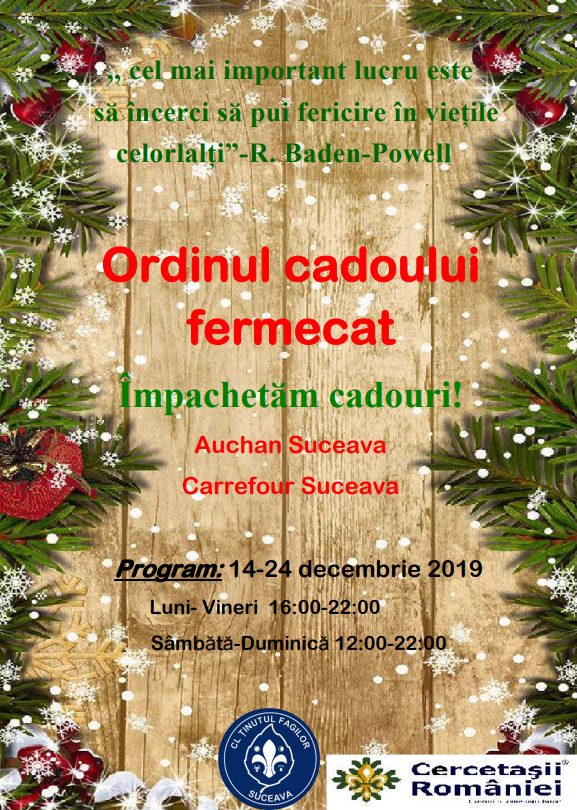 „ cel mai important lucru este
să încerci să pui fericire în viețile
celorlalți”-R. Baden-Powell
Ordinul cadoului
fermecat
Împachetăm cadouri!
Auchan Suceava
Carrefour Suceava
Program: 14-24 decembrie 2019
Luni- Vineri 16:00-22:00
Sâmbătă-Duminică 12:00-22:00
CL ȚINUTUL FAGILOR
SUCEAVA
Cercetașii
României